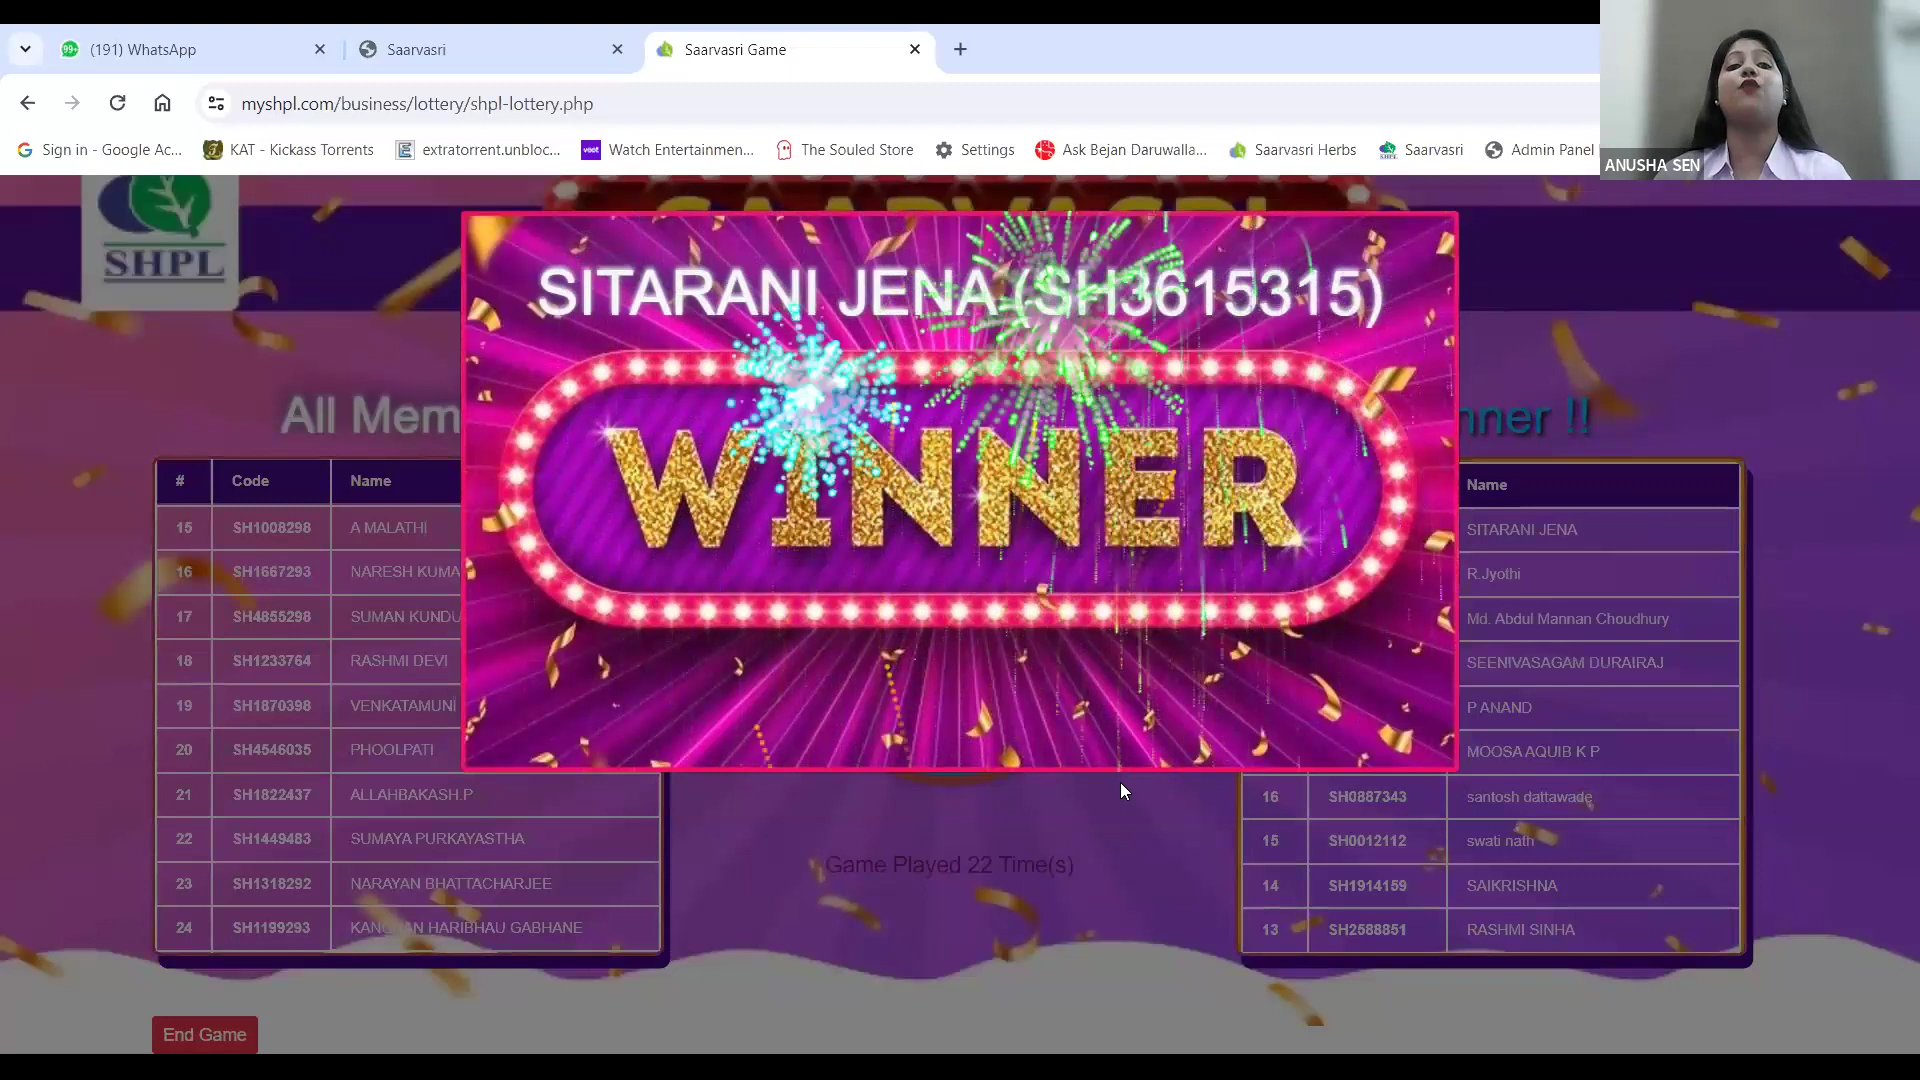 99+ (191) WhatsApp
Saarvasri
Saarvasri Game
myshpl.com/business/lottery/shpl-lottery.php
Sign in - Google Ac...
KAT - Kickass Torrents
extratorrent.unbloc...
voot Watch Entertainmen...
The Souled Store
Settings
Ask Bejan Daruwalla...
Saarvasri Herbs
Saarvasri
Admin Panel
ANUSHA SEN
SHPL
SAARVASRI
SITARANI JENA (SH3615315)
WINNER
All Mem
nner !!
# Code Name
15 SH1008298 A MALATHI
16 SH1667293 NARESH KUMA
17 SH4855298 SUMAN KUNDU
18 SH1233764 RASHMI DEVI
19 SH1870398 VENKATAMUNI
20 SH4546035 PHOOLPATI
21 SH1822437 ALLAHBAKASH.P
22 SH1449483 SUMAYA PURKAYASTHA
23 SH1318292 NARAYAN BHATTACHARJEE
24 SH1199293 HARIBHAU GABHANE
Game Played 22 Time(s)
Name
SITARANI JENA
R.Jyothi
Md. Abdul Mannan Choudhury
SEENIVASAGAM DURAIRAJ
P ANAND
MOOSA AQUIB K P
16 SH0887343 santosh dattawade
15 SH0012112 swati nath
14 SH1914159 SAIKRISHNA
13 SH2588851 RASHMI SINHA
End Game